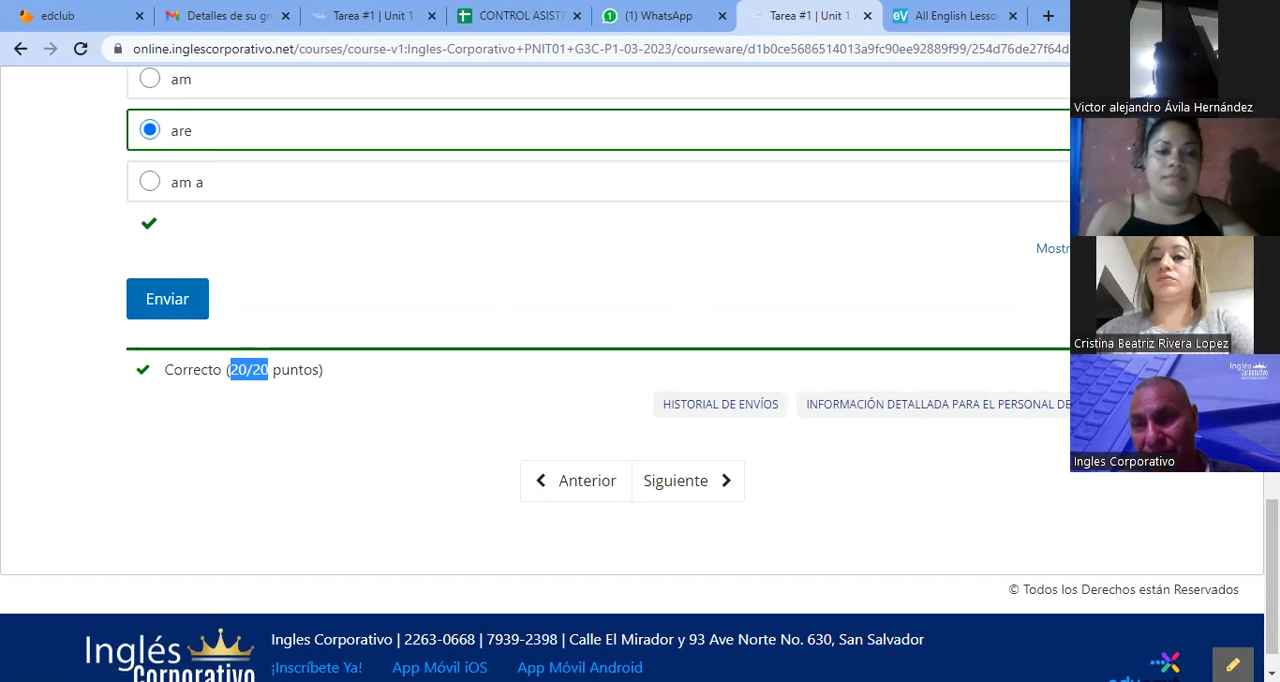 edclub
Detalles de su gr
Tarea #1 | Unit 1
CONTROL ASIST
(1) WhatsApp
Tarea #1 | Unit 1
All English Lesso
online.inglescorporativo.net/courses/course-v1:Ingles-Corporativo+PNIT01+G3C-P1-03-2023/courseware/d1b0ce5686514013a9fc90ee92889f99/254d76de27f64d
am
are
am a
Mostr
Enviar
Correcto (20/20 puntos)
HISTORIAL DE ENVÍOS
INFORMACIÓN DETALLADA PARA EL PERSONAL DE
Anterior
Siguiente
© Todos los Derechos están Reservados
Inglés
Corporativo
Ingles Corporativo | 2263-0668 | 7939-2398 | Calle El Mirador y 93 Ave Norte No. 630, San Salvador
¡Inscríbete Ya!
App Móvil iOS
App Móvil Android
Victor alejandro Ávila Hernández
Cristina Beatriz Rivera Lopez
Inglés
Corporativo
Ingles Corporativo